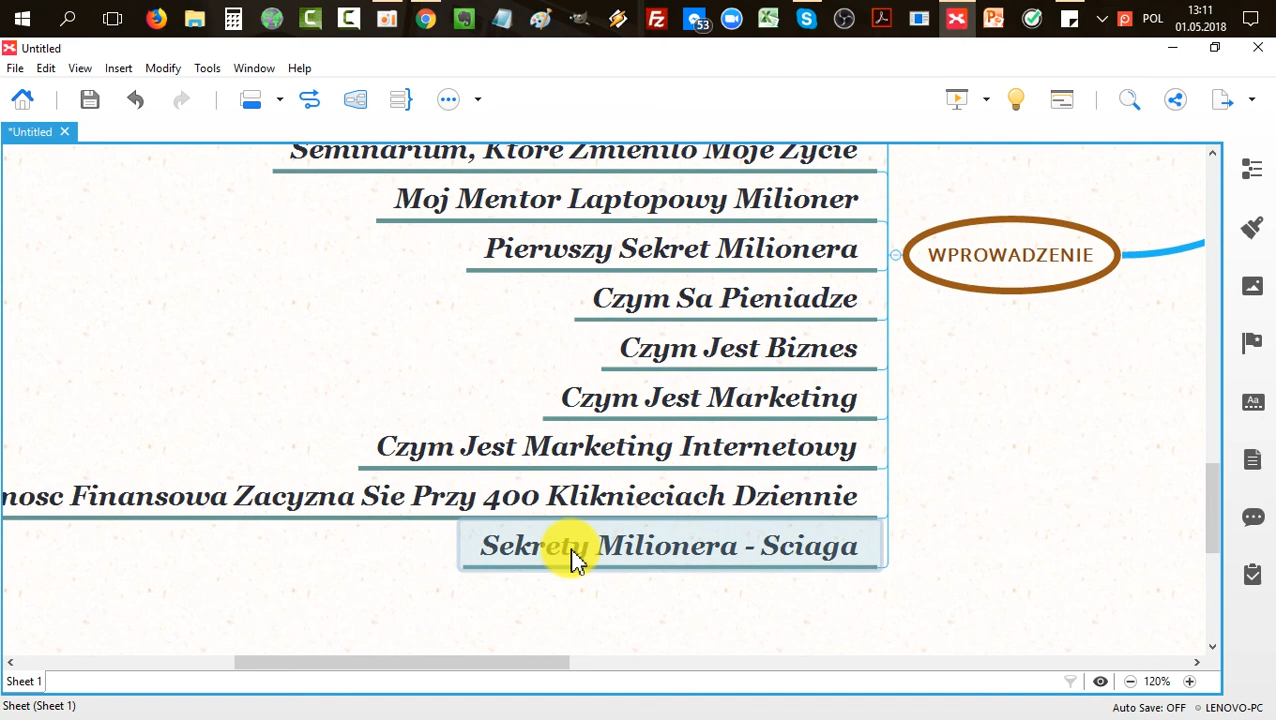 53
POL
13:11
01.05.2018
Untitled
File Edit View Insert Modify Tools Window Help
*Untitled
Seminarium, Ktore Zmienilo Moje Zycie
Moj Mentor Laptopowy Milioner
Pierwszy Sekret Milionera
WPROWADZENIE
Czym Sa Pieniadze
Czym Jest Biznes
Czym Jest Marketing
Aa
Czym Jest Marketing Internetowy
nosc Finansowa Zacyzna Sie Przy 400 Kliknieciach Dziennie
Sekrety Milionera - Sciaga
Sheet 1
120%
Sheet (Sheet 1)
Auto Save: OFF
LENOVO-PC